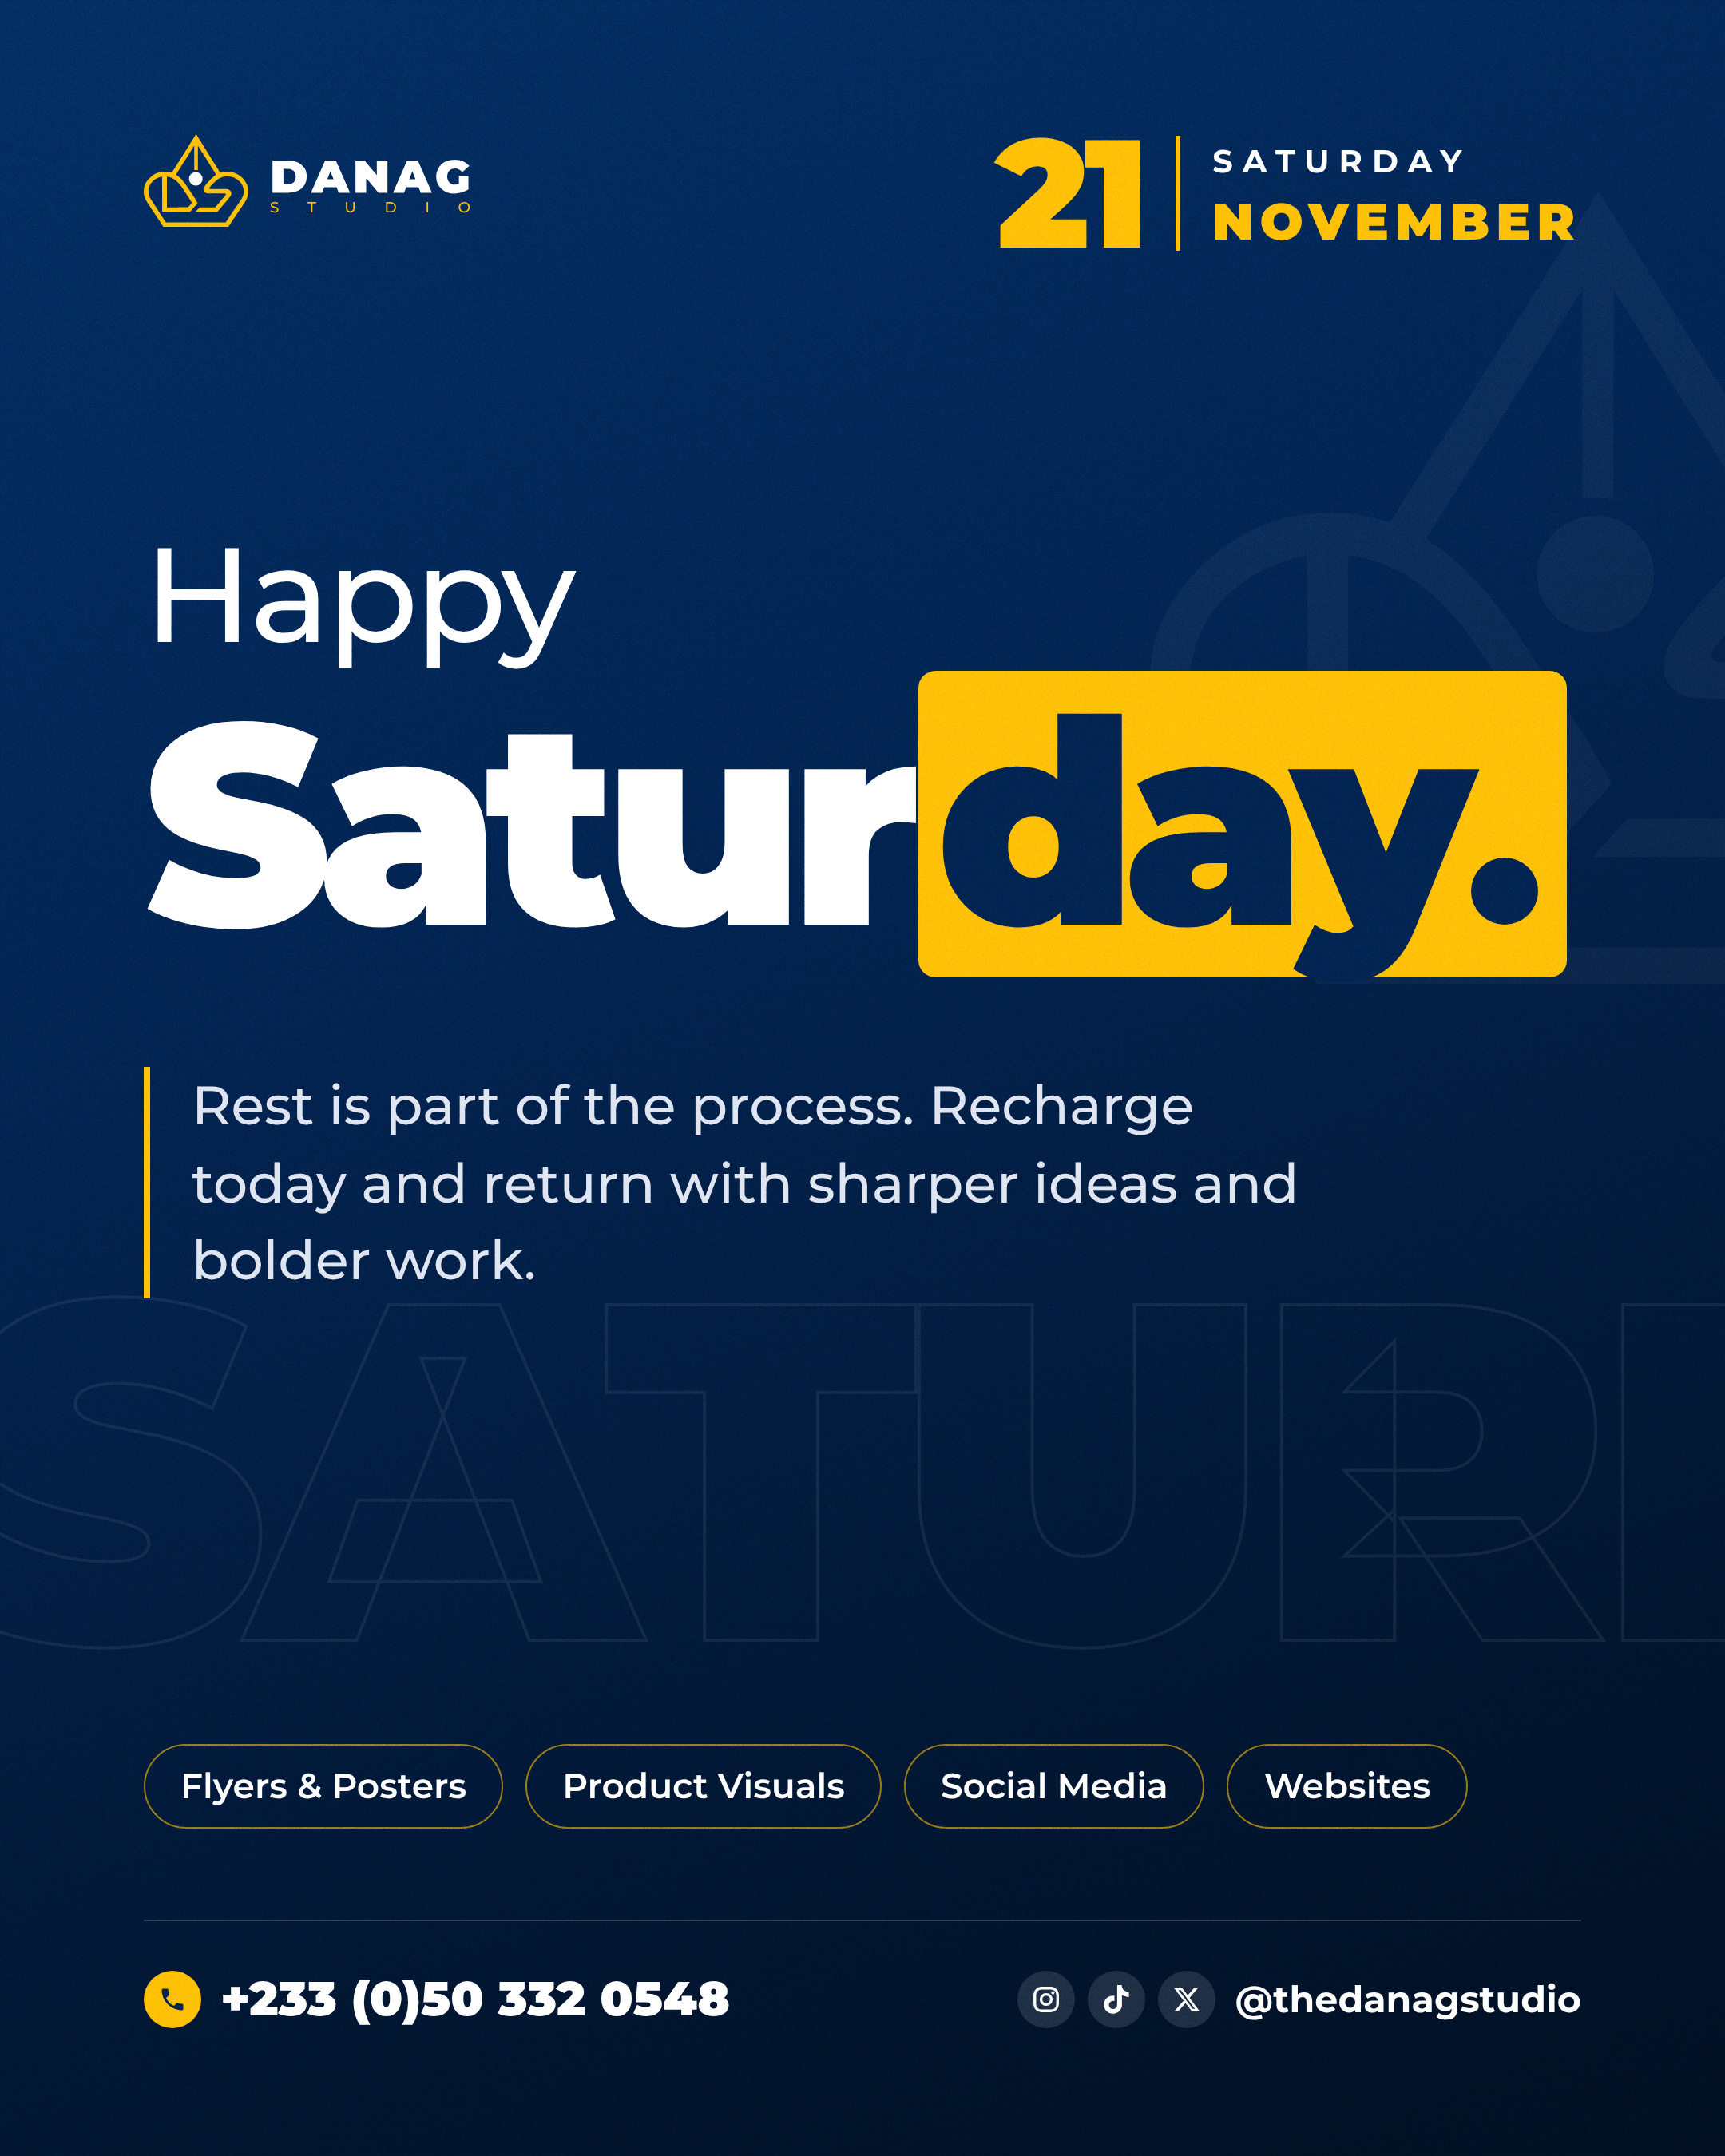 DANAG
STUDIO
21
SATURDAY
NOVEMBER
Happy
Saturday.
Rest is part of the process. Recharge
today and return with sharper ideas and
bolder work.
SATUR
Flyers & Posters
Product Visuals
Social Media
Websites
+233 (0)50 332 0548
@thedanagstudio